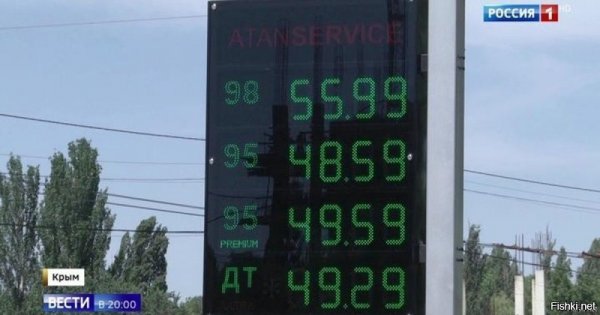 РОССИЯ 1 HD
ATANSERVICE
98 55.99
95 48.59
95 49.59
PREMIUM
ДТ 49.29
Крым
ВЕСТИ В 20:00
Fishki.net